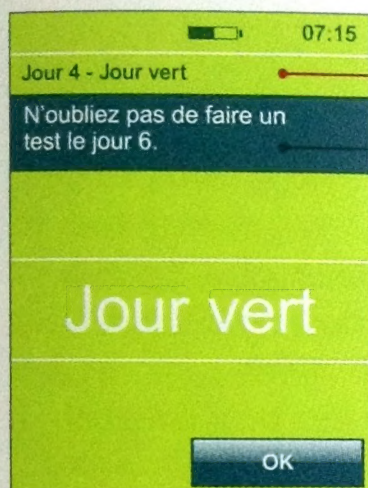 07:15
Jour 4 - Jour vert
N'oubliez pas de faire un
test le jour 6.
Jour vert
OK